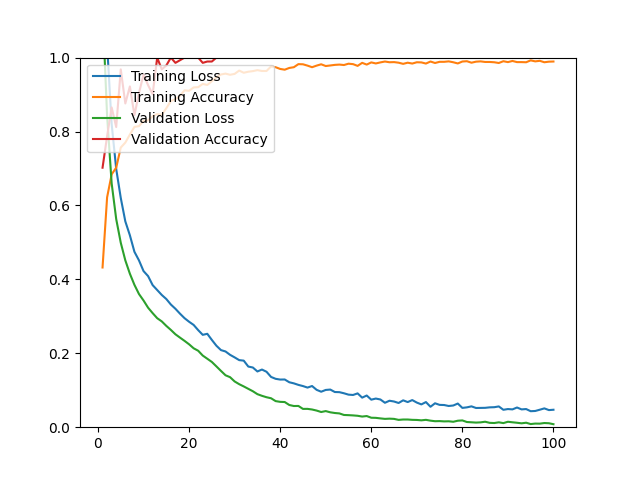 1.0
Training Loss
Training Accuracy
Validation Loss
Validation Accuracy
0.8
0.6
0.4
0.2
0.0
0 20 40 60 80 100